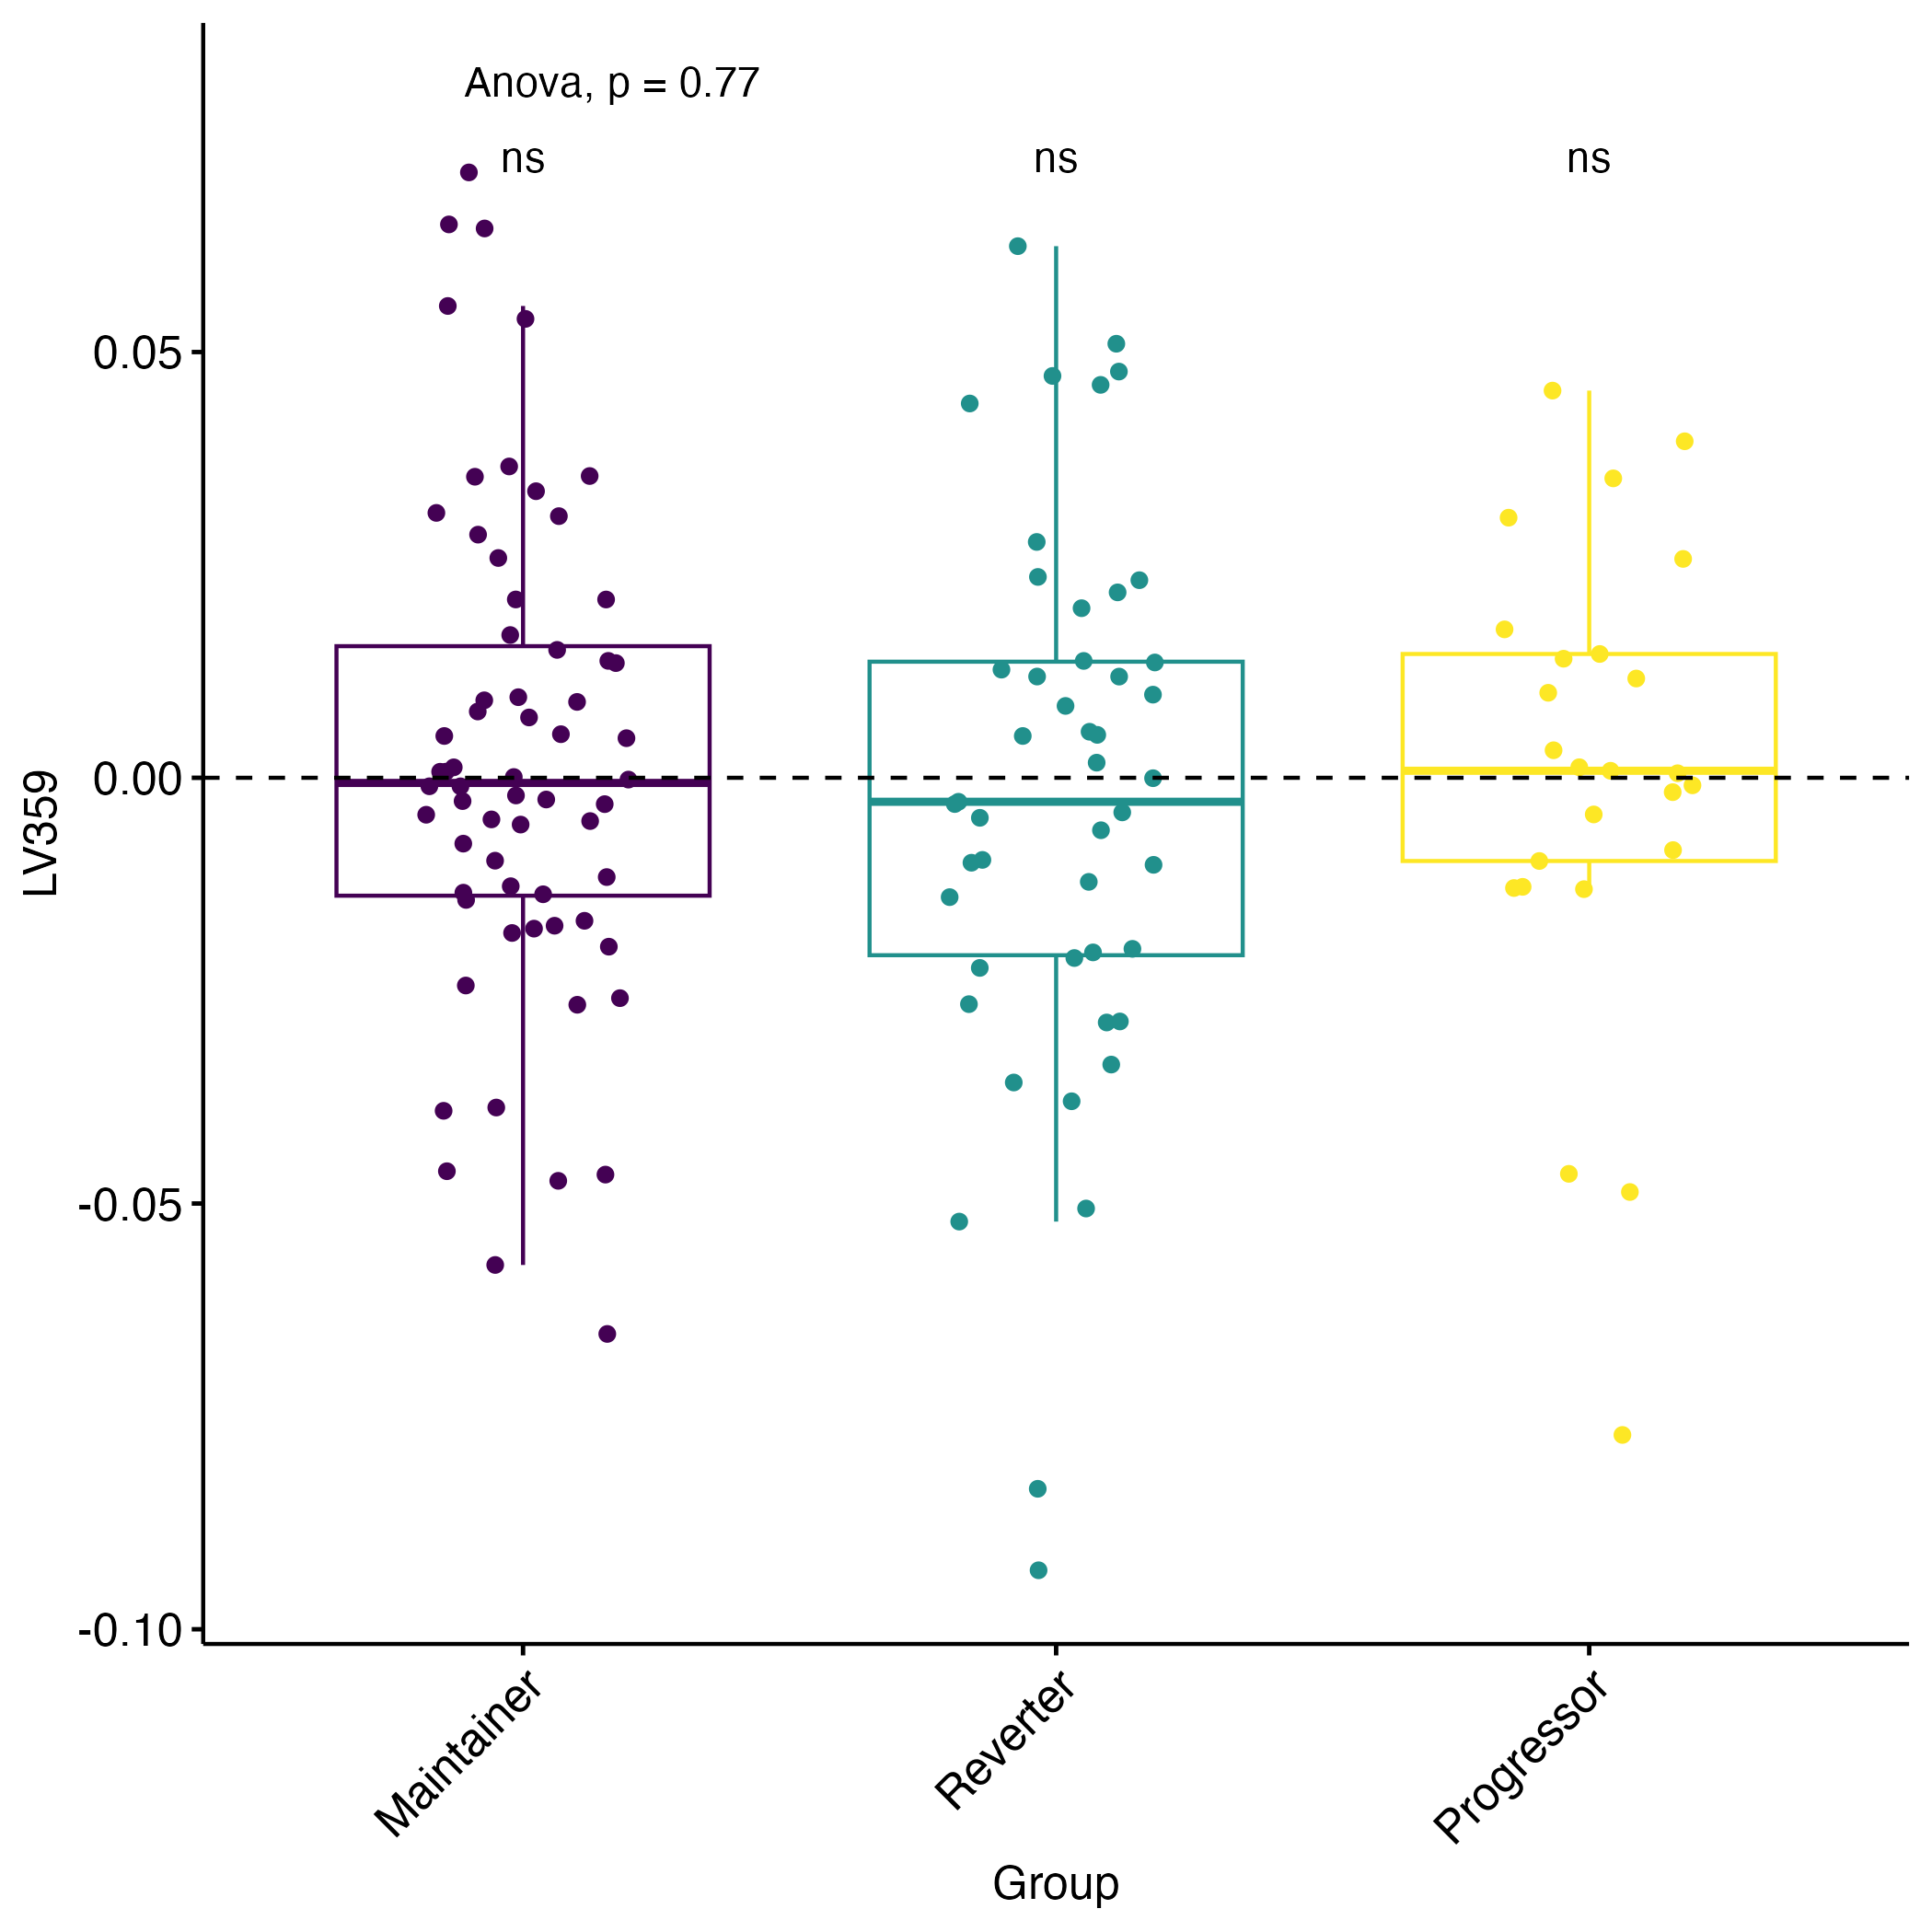 Anova, p = 0.77
ns ns ns
0.05
0.00
-0.05
-0.10
LV359
Maintainer
Reverter
Progressor
Group